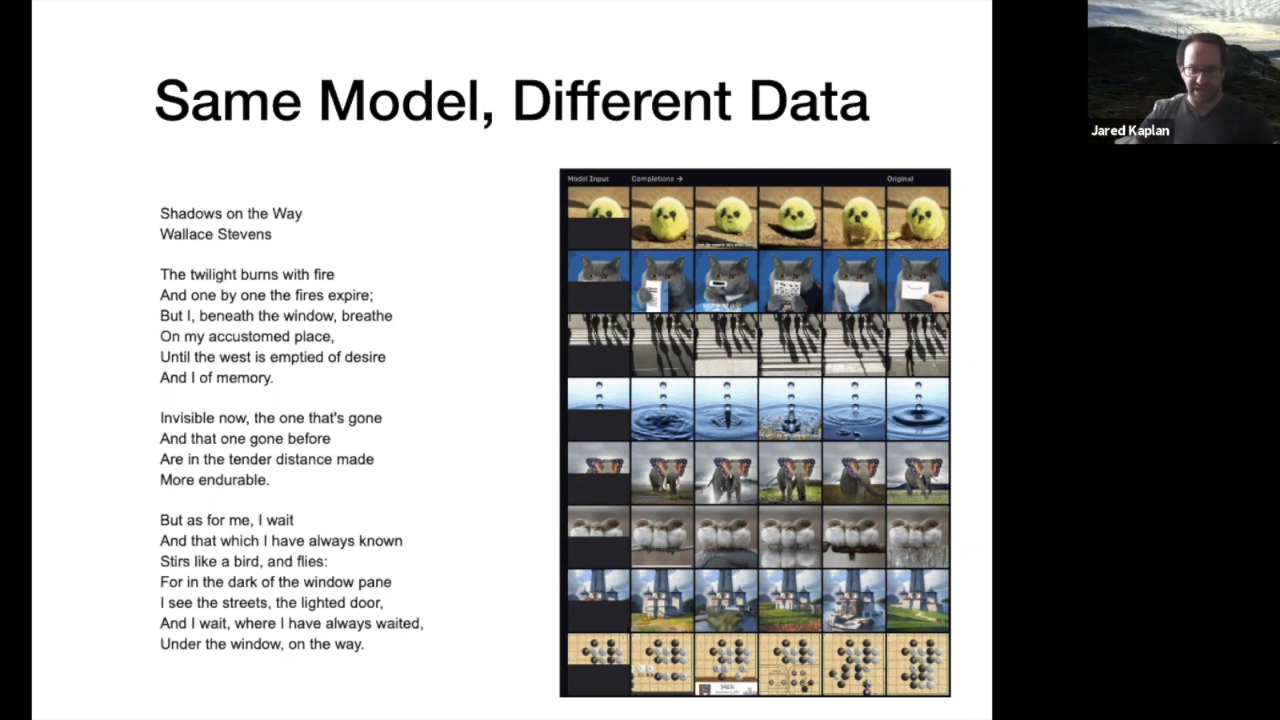 Same Model, Different Data
Shadows on the Way
Wallace Stevens
The twilight burns with fire
And one by one the fires expire;
But I, beneath the window, breathe
On my accustomed place,
Until the west is emptied of desire
And I of memory.
Invisible now, the one that's gone
And that one gone before
Are in the tender distance made
More endurable.
But as for me, I wait
And that which I have always known
Stirs like a bird, and flies:
For in the dark of the window pane
I see the streets, the lighted door,
And I wait, where I have always waited,
Under the window, on the way.
Model Input
Completions →
Original
Jared Kaplan